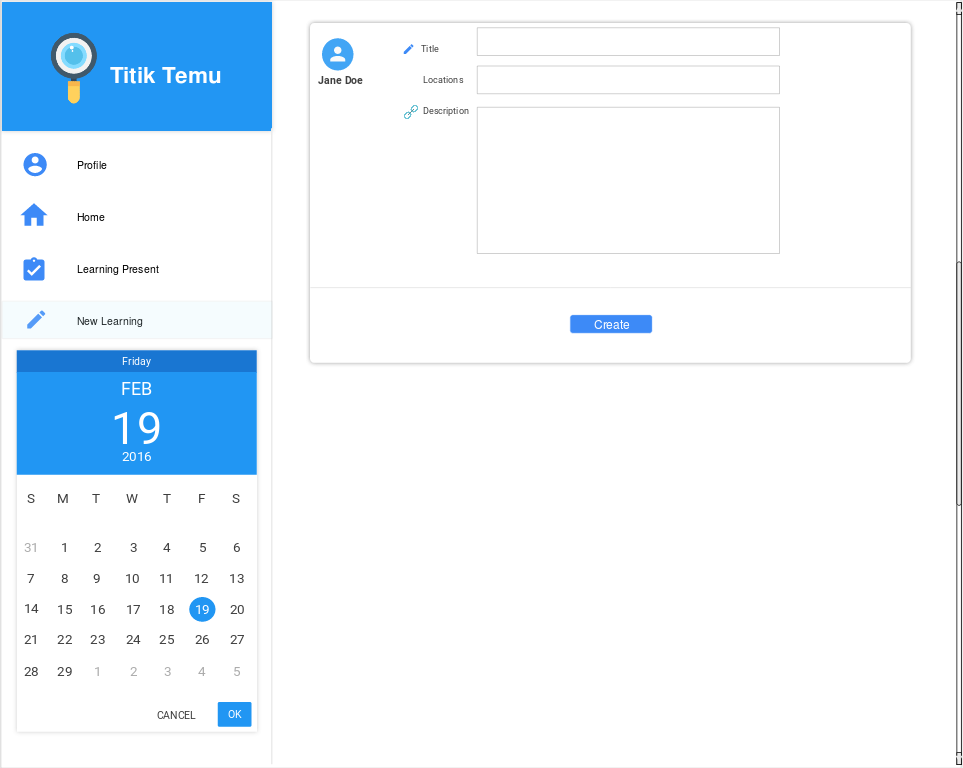 Titik Temu
Profile
Home
Learning Present
New Learning
Friday
FEB
19
2016
S M T W T F S
31 1 2 3 4 5 6
7 8 9 10 11 12 13
14 15 16 17 18 19 20
21 22 23 24 25 26 27
28 29 1 2 3 4 5
CANCEL OK
Jane Doe
Title
Locations
Description
Create